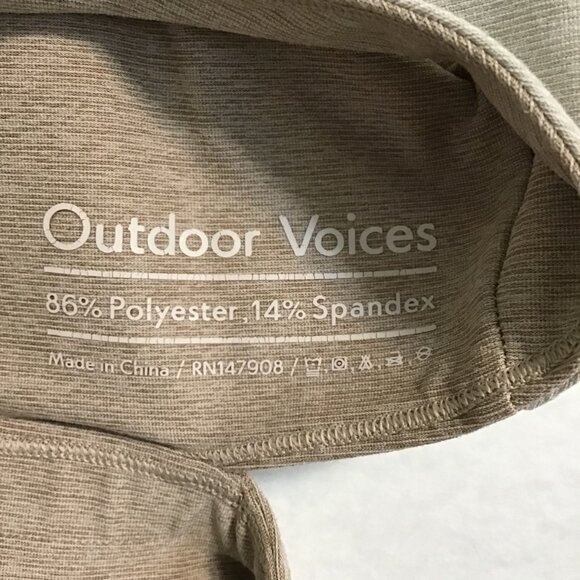 Outdoor Voices
86% Polyester, 14% Spandex
Made in China / RN147908 /